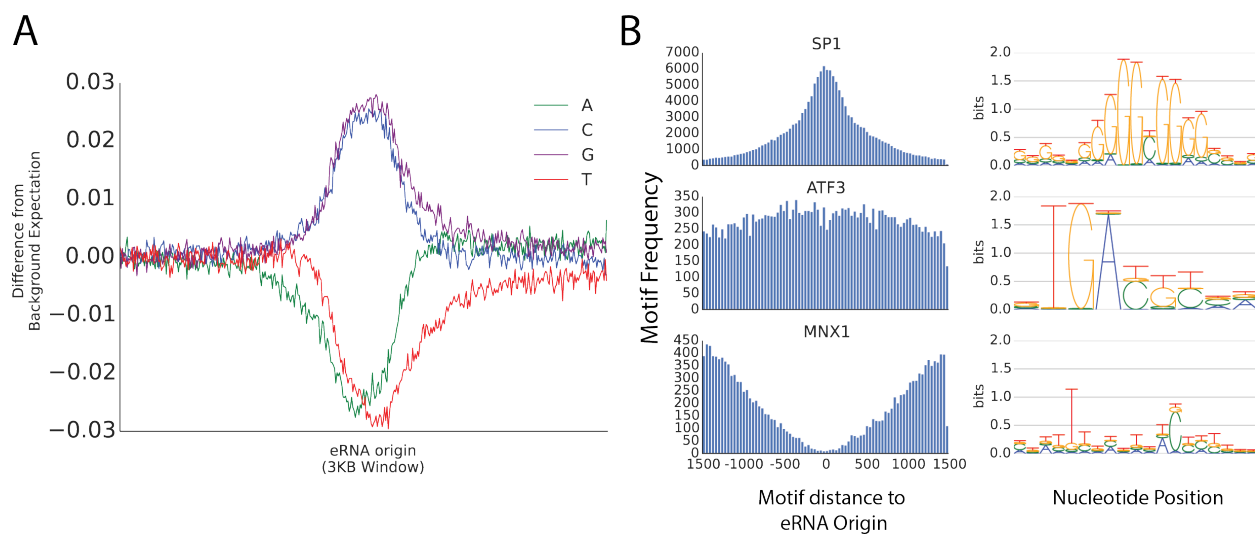 A
0.03
0.02
0.01
0.00
−0.01
−0.02
−0.03
Difference from
Background Expectation
A
C
G
T
eRNA origin
(3KB Window)
B
Motif Frequency
SP1
7000
6000
5000
4000
3000
2000
1000
0
2.0
1.5
1.0
0.5
0.0
bits
ATF3
350
300
250
200
150
100
50
0
2.0
1.5
1.0
0.5
0.0
bits
MNX1
450
400
350
300
250
200
150
100
50
0
1500 -1000 -500 0 500 1000 1500
2.0
1.5
1.0
0.5
0.0
bits
Motif distance to
eRNA Origin
Nucleotide Position